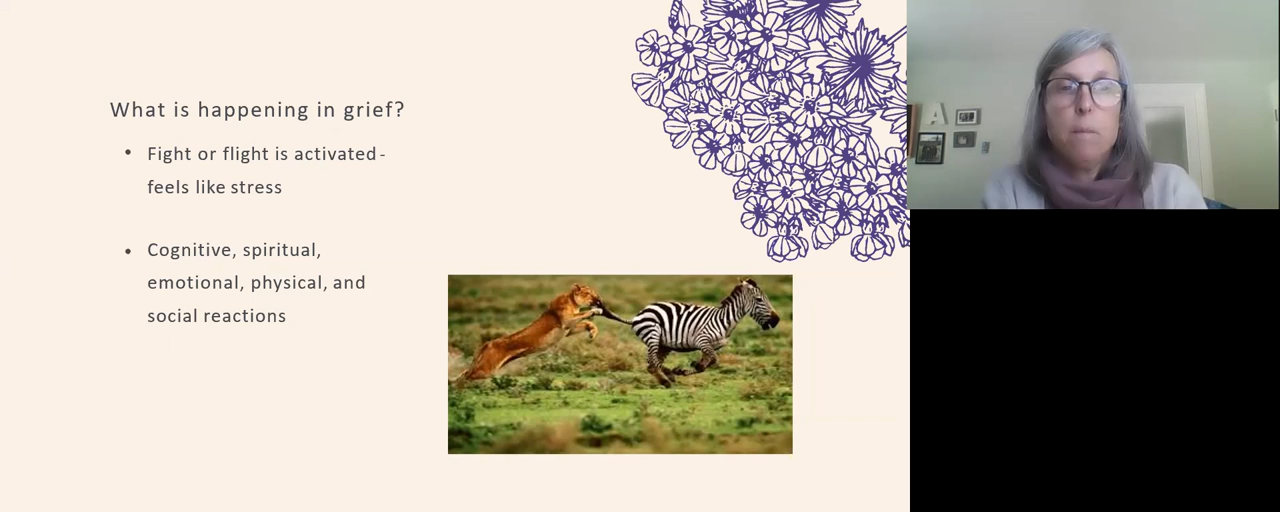 What is happening in grief?
• Fight or flight is activated-
feels like stress
• Cognitive, spiritual,
emotional, physical, and
social reactions
A